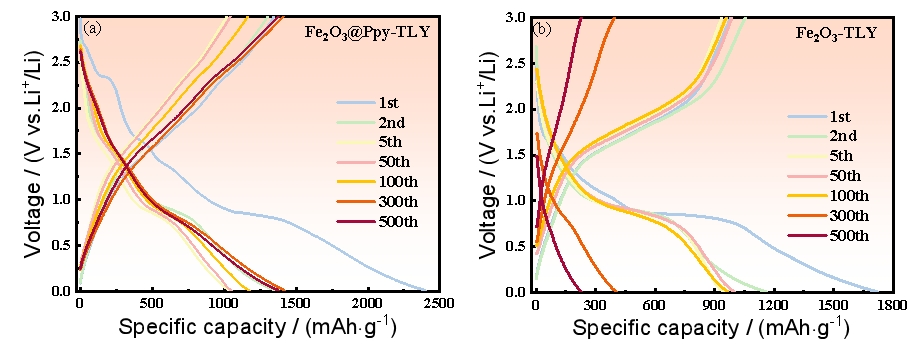 (a)
Fe₂O₃@Ppy-TLY
3.0
2.5
2.0
1.5
1.0
0.5
0.0
Voltage / (V vs.Li⁺/Li)
1st
2nd
5th
50th
100th
300th
500th
0
500
1000
1500
2000
2500
Specific capacity / (mAh·g⁻¹)
(b)
Fe₂O₃-TLY
3.0
2.5
2.0
1.5
1.0
0.5
0.0
Voltage / (V vs.Li⁺/Li)
1st
2nd
5th
50th
100th
300th
500th
0
300
600
900
1200
1500
1800
Specific capacity / (mAh·g⁻¹)